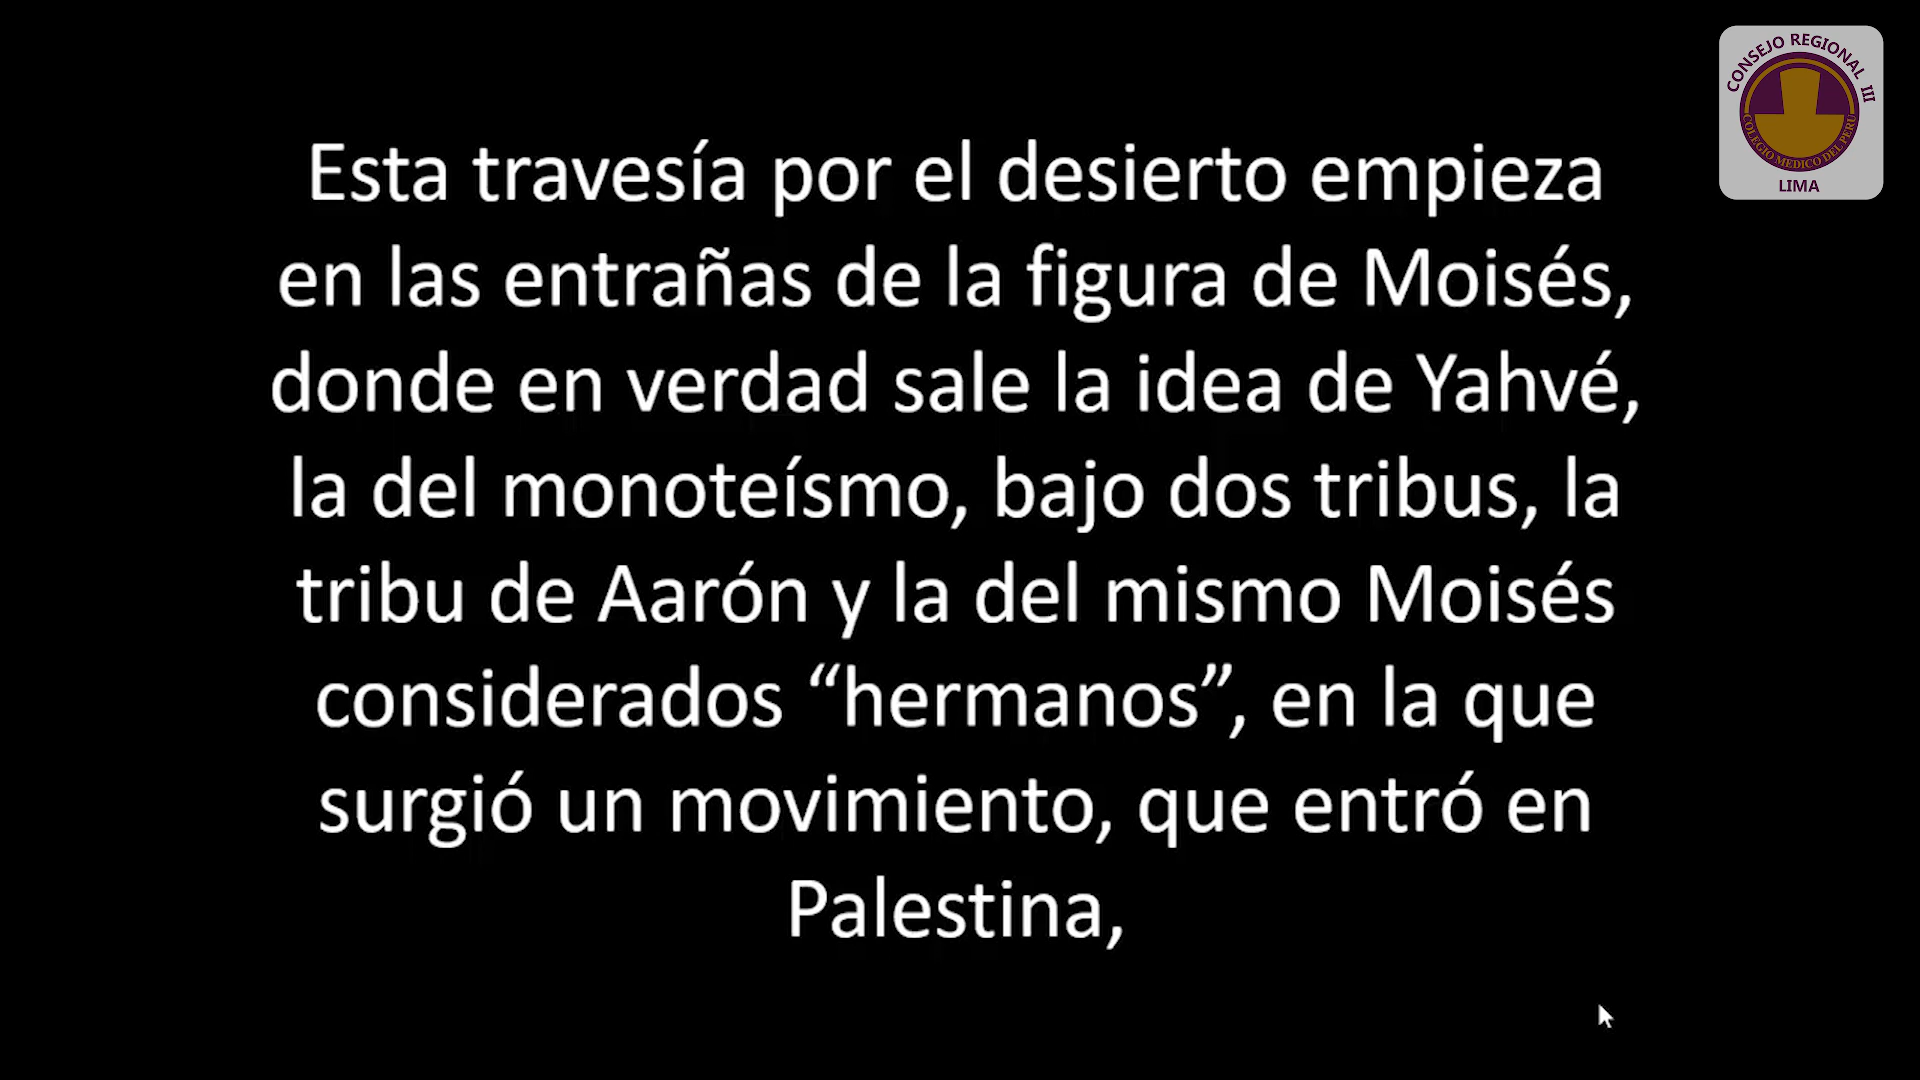 CONSEJO REGIONAL III
COLEGIO MEDICO DEL PERU
LIMA
Esta travesía por el desierto empieza
en las entrañas de la figura de Moisés,
donde en verdad sale la idea de Yahvé,
la del monoteísmo, bajo dos tribus, la
tribu de Aarón y la del mismo Moisés
considerados “hermanos”, en la que
surgió un movimiento, que entró en
Palestina,